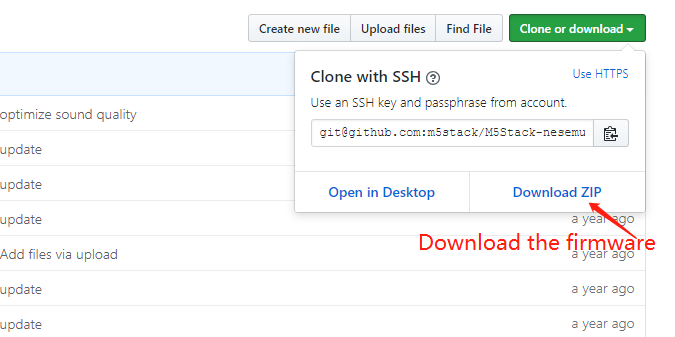 Create new file Upload files Find File Clone or download
Clone with SSH Use HTTPS
Use an SSH key and passphrase from account.
git@github.com:m5stack/M5Stack-nesemu
Open in Desktop Download ZIP
Download the firmware
optimize sound quality
update
update
update a year ago
Add files via upload a year ago
update a year ago
update a year ago